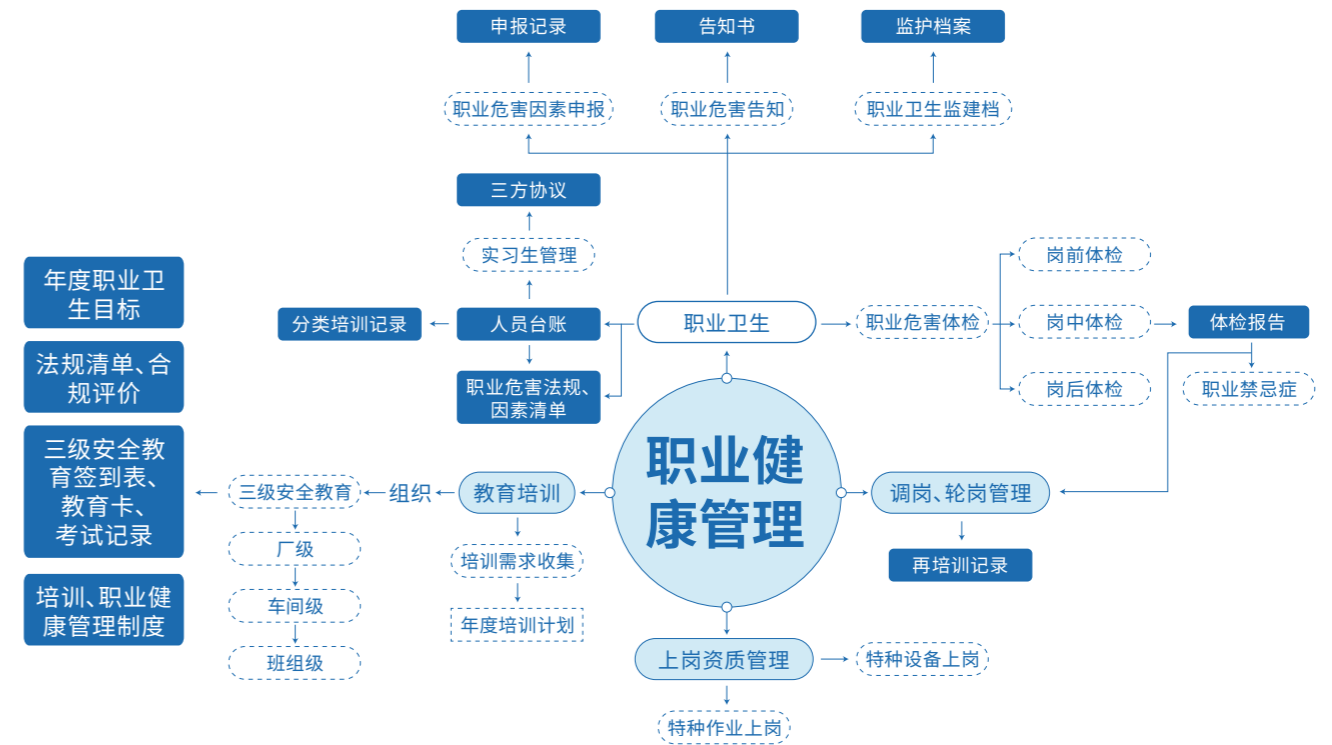 申报记录
告知书
监护档案
职业危害因素申报
职业危害告知
职业卫生监建档
三方协议
实习生管理
分类培训记录
人员台账
职业卫生
职业危害体检
岗前体检
岗中体检
岗后体检
体检报告
职业禁忌症
职业危害法规、
因素清单
年度职业卫
生目标
法规清单、合
规评价
三级安全教
育签到表、
教育卡、
考试记录
培训、职业健
康管理制度
职业健
康管理
三级安全教育
组织
教育培训
厂级
车间级
班组级
培训需求收集
年度培训计划
调岗、轮岗管理
再培训记录
上岗资质管理
特种设备上岗
特种作业上岗